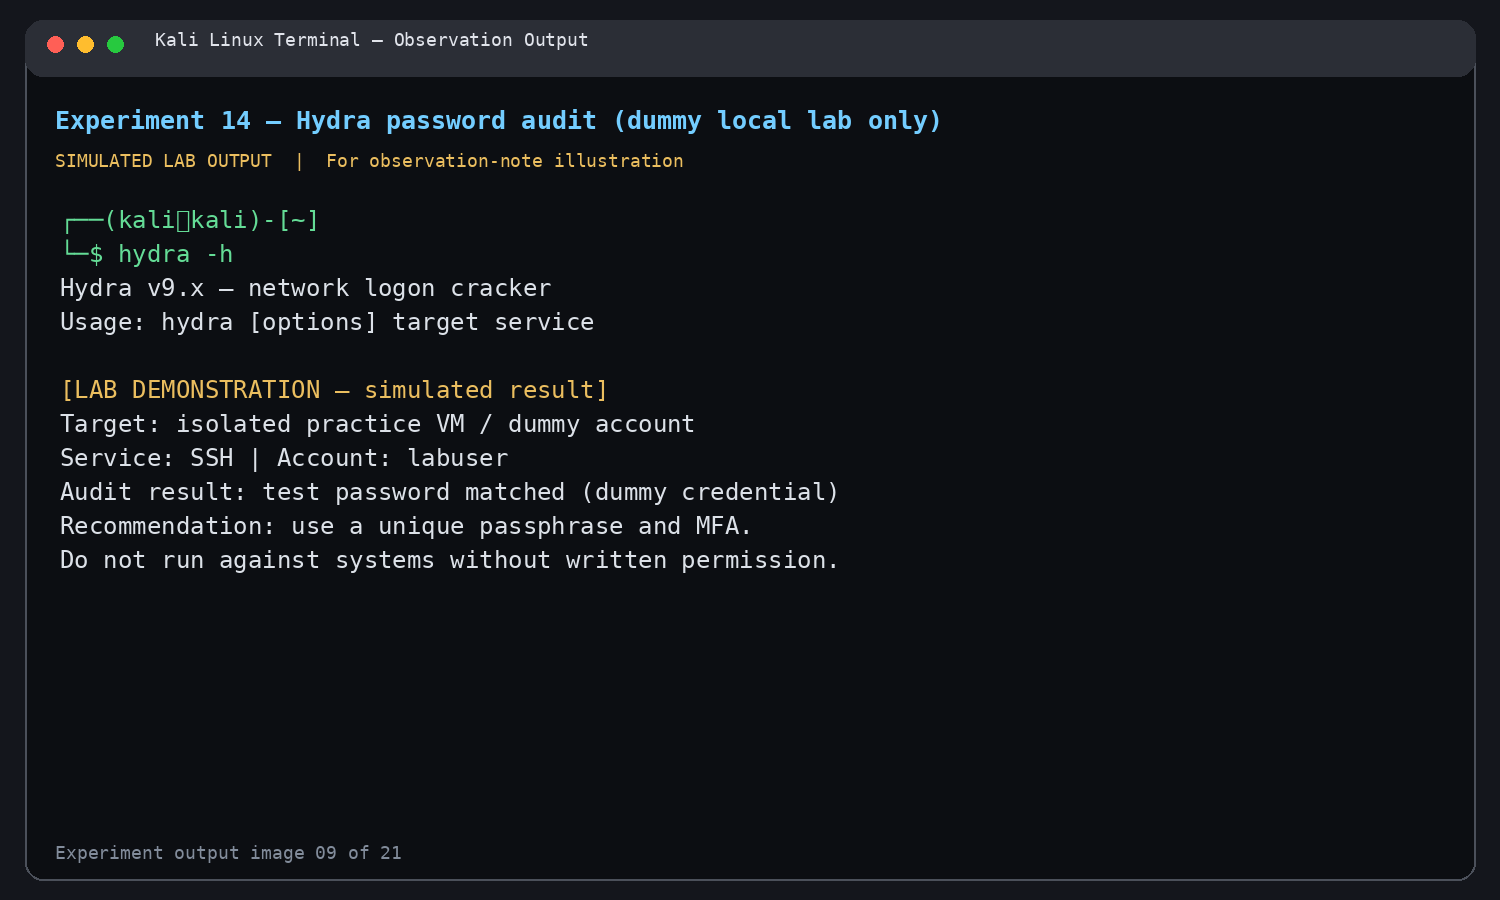 Kali Linux Terminal — Observation Output
Experiment 14 — Hydra password audit (dummy local lab only)
SIMULATED LAB OUTPUT | For observation-note illustration
┌──(kali▯kali)-[~]
└─$ hydra -h
Hydra v9.x — network logon cracker
Usage: hydra [options] target service
[LAB DEMONSTRATION — simulated result]
Target: isolated practice VM / dummy account
Service: SSH | Account: labuser
Audit result: test password matched (dummy credential)
Recommendation: use a unique passphrase and MFA.
Do not run against systems without written permission.
Experiment output image 09 of 21